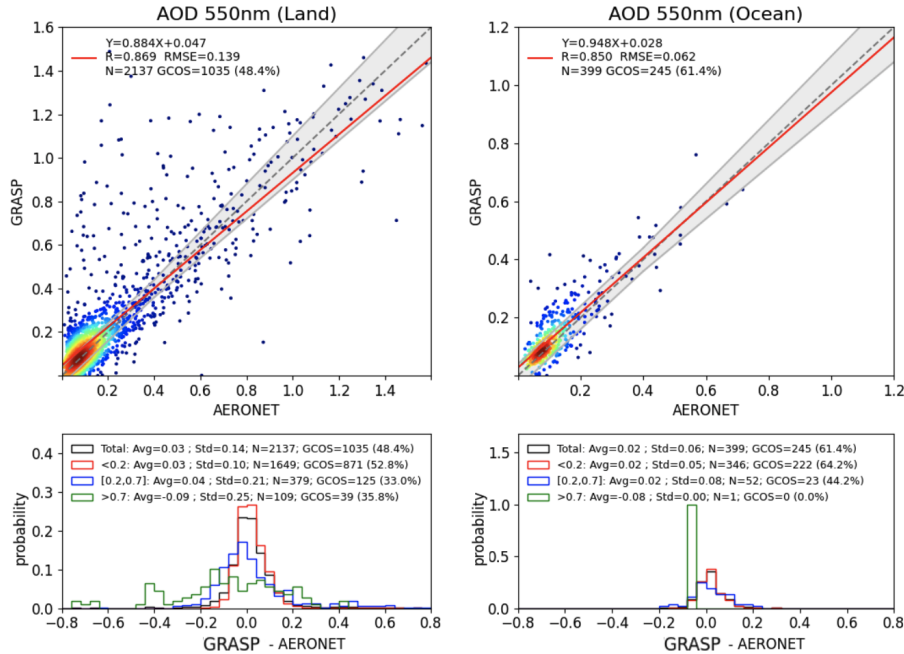 AOD 550nm (Land)
Y=0.884X+0.047
R=0.869 RMSE=0.139
N=2137 GCOS=1035 (48.4%)
1.6
1.4
1.2
1.0
0.8
0.6
0.4
0.2
GRASP
0.2 0.4 0.6 0.8 1.0 1.2 1.4
AERONET
AOD 550nm (Ocean)
Y=0.948X+0.028
R=0.850 RMSE=0.062
N=399 GCOS=245 (61.4%)
1.2
1.0
0.8
0.6
0.4
0.2
GRASP
0.2 0.4 0.6 0.8 1.0 1.2
AERONET
Total: Avg=0.03 ; Std=0.14; N=2137; GCOS=1035 (48.4%)
<0.2: Avg=0.03 ; Std=0.10; N=1649; GCOS=871 (52.8%)
[0.2,0.7]: Avg=0.04 ; Std=0.21; N=379; GCOS=125 (33.0%)
>0.7: Avg=-0.09 ; Std=0.25; N=109; GCOS=39 (35.8%)
0.4
0.3
0.2
0.1
0.0
probability
−0.8 −0.6 −0.4 −0.2 0.0 0.2 0.4 0.6 0.8
GRASP - AERONET
Total: Avg=0.02 ; Std=0.06; N=399; GCOS=245 (61.4%)
<0.2: Avg=0.02 ; Std=0.05; N=346; GCOS=222 (64.2%)
[0.2,0.7]: Avg=0.02 ; Std=0.08; N=52; GCOS=23 (44.2%)
>0.7: Avg=-0.08 ; Std=0.00; N=1; GCOS=0 (0.0%)
1.5
1.0
0.5
0.0
probability
−0.8 −0.6 −0.4 −0.2 0.0 0.2 0.4 0.6 0.8
GRASP - AERONET